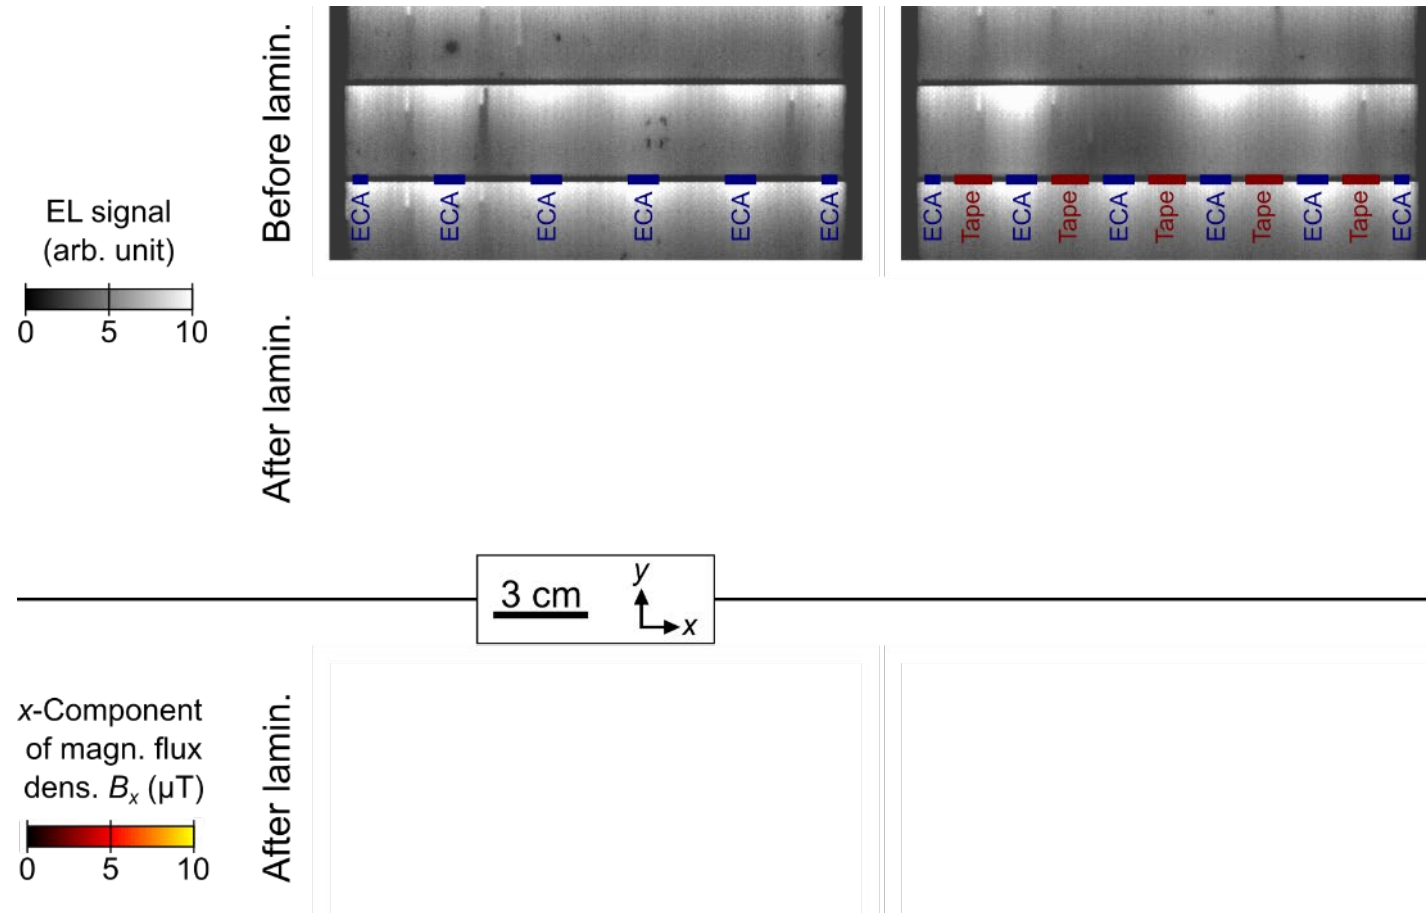 Before lamin.
EL signal
(arb. unit)
0 5 10
ECA ECA ECA ECA ECA ECA
ECA Tape ECA Tape ECA Tape ECA Tape ECA Tape ECA
After lamin.
3 cm
y
x
x-Component
of magn. flux
dens. Bx (µT)
0 5 10
After lamin.